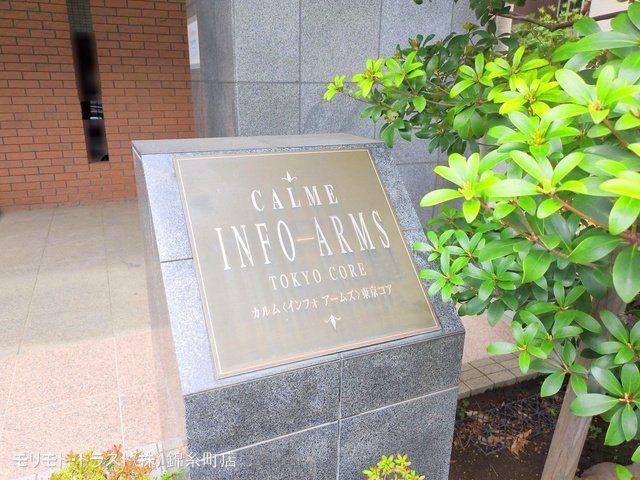 CALME
INFO-ARMS
TOKYO CORE
カルム〈インフォ アームズ〉東京コア
モリモト・トラスト(株) 錦糸町店